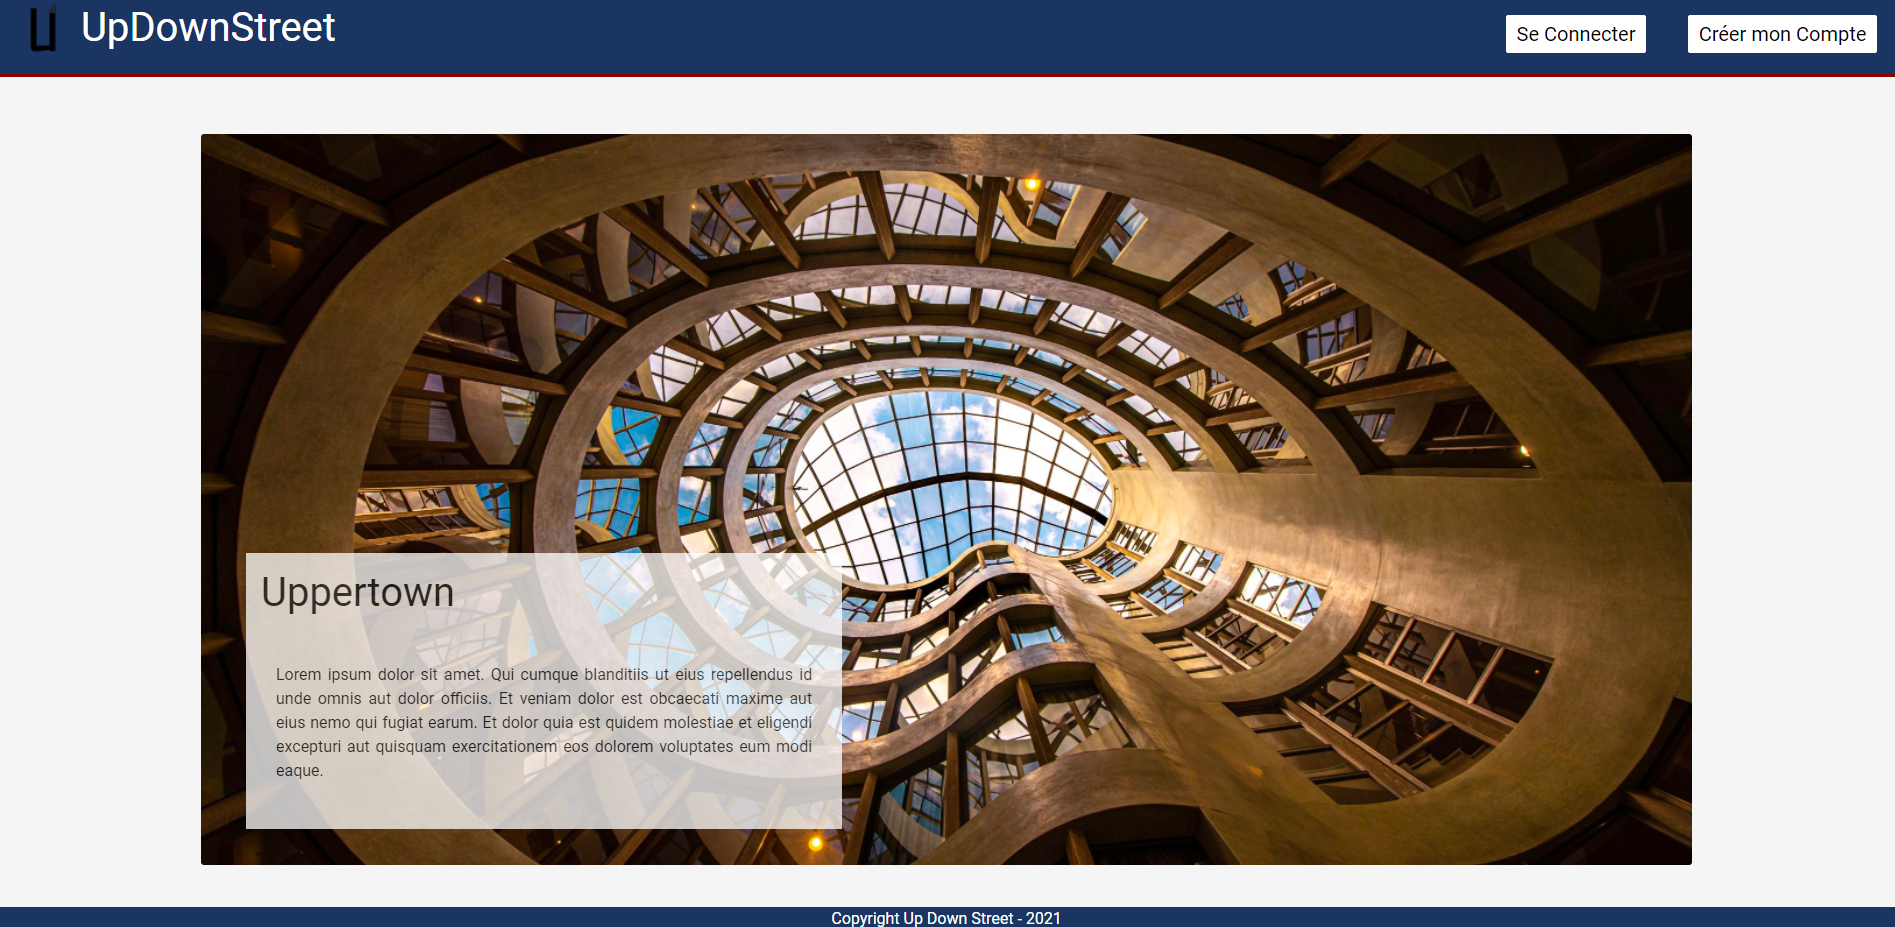 UpDownStreet
Se Connecter
Créer mon Compte
Uppertown
Lorem ipsum dolor sit amet. Qui cumque blanditiis ut eius repellendus id
unde omnis aut dolor officiis. Et veniam dolor est obcaecati maxime aut
eius nemo qui fugiat earum. Et dolor quia est quidem molestiae et eligendi
excepturi aut quisquam exercitationem eos dolorem voluptates eum modi
eaque.
Copyright Up Down Street - 2021